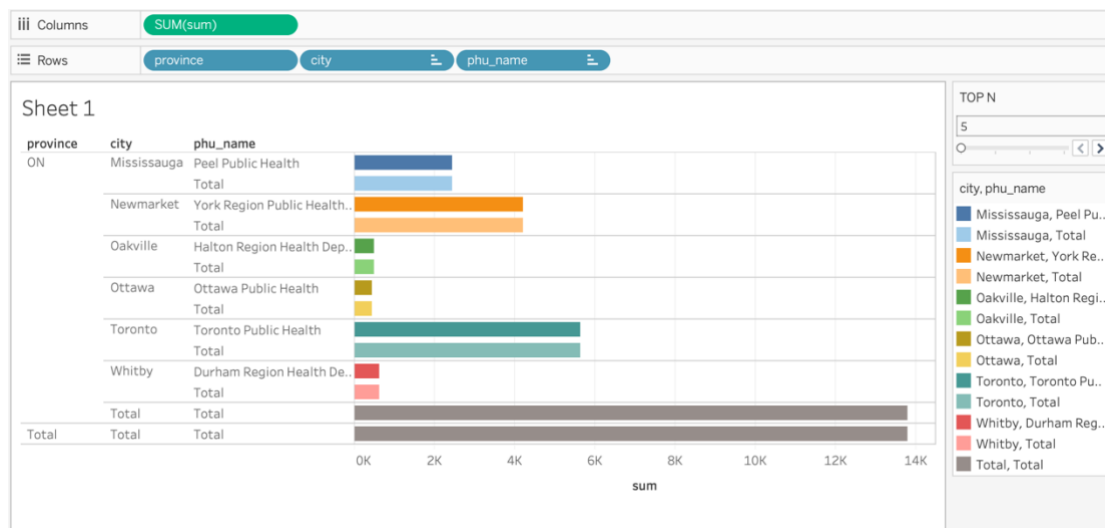 Columns SUM(sum)
Rows province city phu_name
Sheet 1
province city phu_name
ON Mississauga Peel Public Health
Total
Newmarket York Region Public Health..
Total
Oakville Halton Region Health Dep..
Total
Ottawa Ottawa Public Health
Total
Toronto Toronto Public Health
Total
Whitby Durham Region Health De..
Total
Total Total
Total Total Total
0K 2K 4K 6K 8K 10K 12K 14K
sum
TOP N
5
city, phu_name
Mississauga, Peel Pu..
Mississauga, Total
Newmarket, York Re..
Newmarket, Total
Oakville, Halton Regi..
Oakville, Total
Ottawa, Ottawa Pub..
Ottawa, Total
Toronto, Toronto Pu..
Toronto, Total
Whitby, Durham Reg..
Whitby, Total
Total, Total